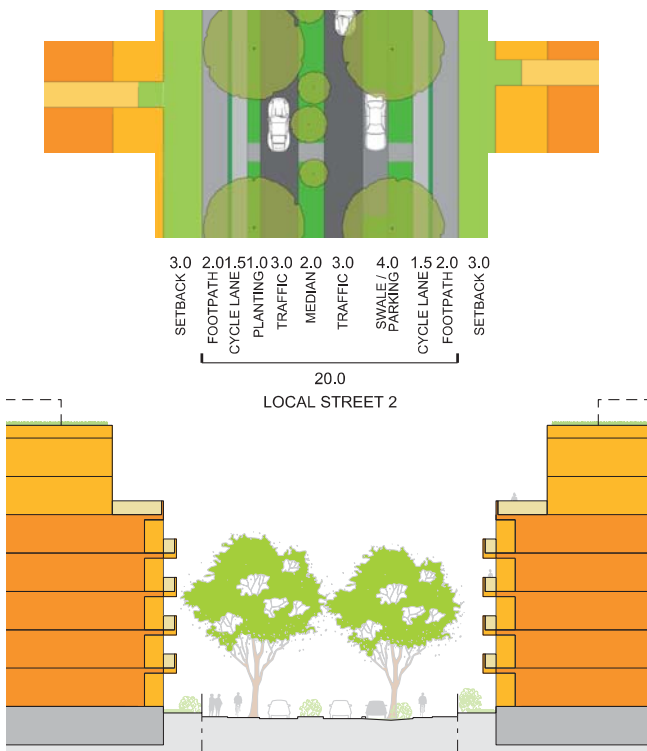 3.0 2.0 1.5 1.0 3.0 2.0 3.0 4.0 1.5 2.0 3.0
SETBACK
FOOTPATH
CYCLE LANE
PLANTING
TRAFFIC
MEDIAN
TRAFFIC
SWALE /
PARKING
CYCLE LANE
FOOTPATH
SETBACK
20.0
LOCAL STREET 2